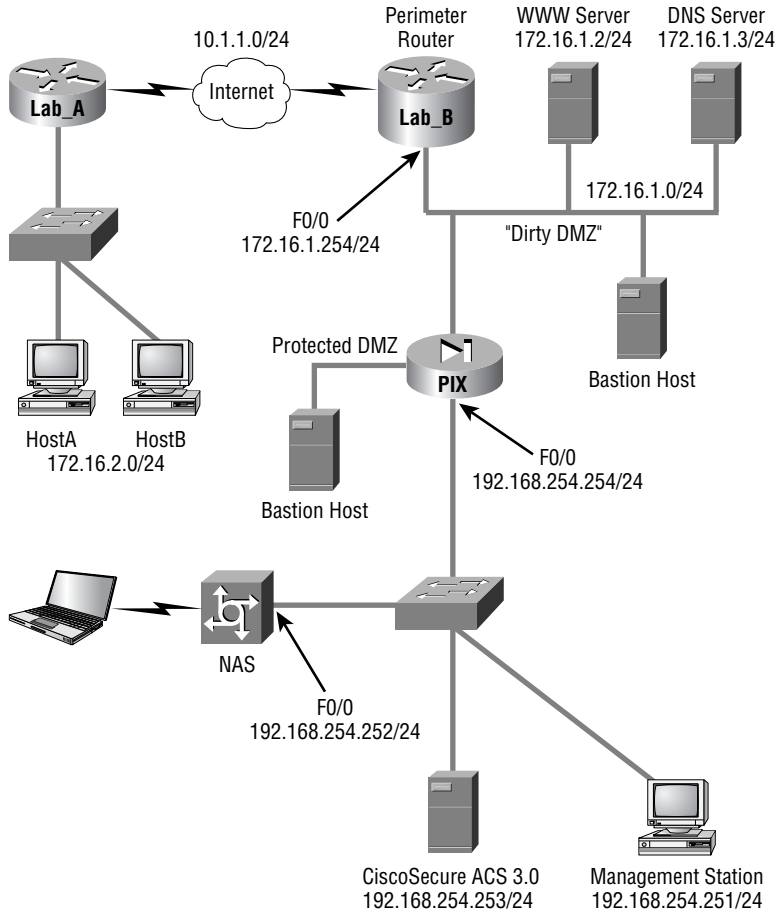 Perimeter
Router
WWW Server
172.16.1.2/24
DNS Server
172.16.1.3/24
10.1.1.0/24
Internet
Lab_A
Lab_B
172.16.1.0/24
F0/0
172.16.1.254/24
"Dirty DMZ"
Protected DMZ
PIX
Bastion Host
HostA
HostB
172.16.2.0/24
F0/0
192.168.254.254/24
Bastion Host
NAS
F0/0
192.168.254.252/24
CiscoSecure ACS 3.0
192.168.254.253/24
Management Station
192.168.254.251/24